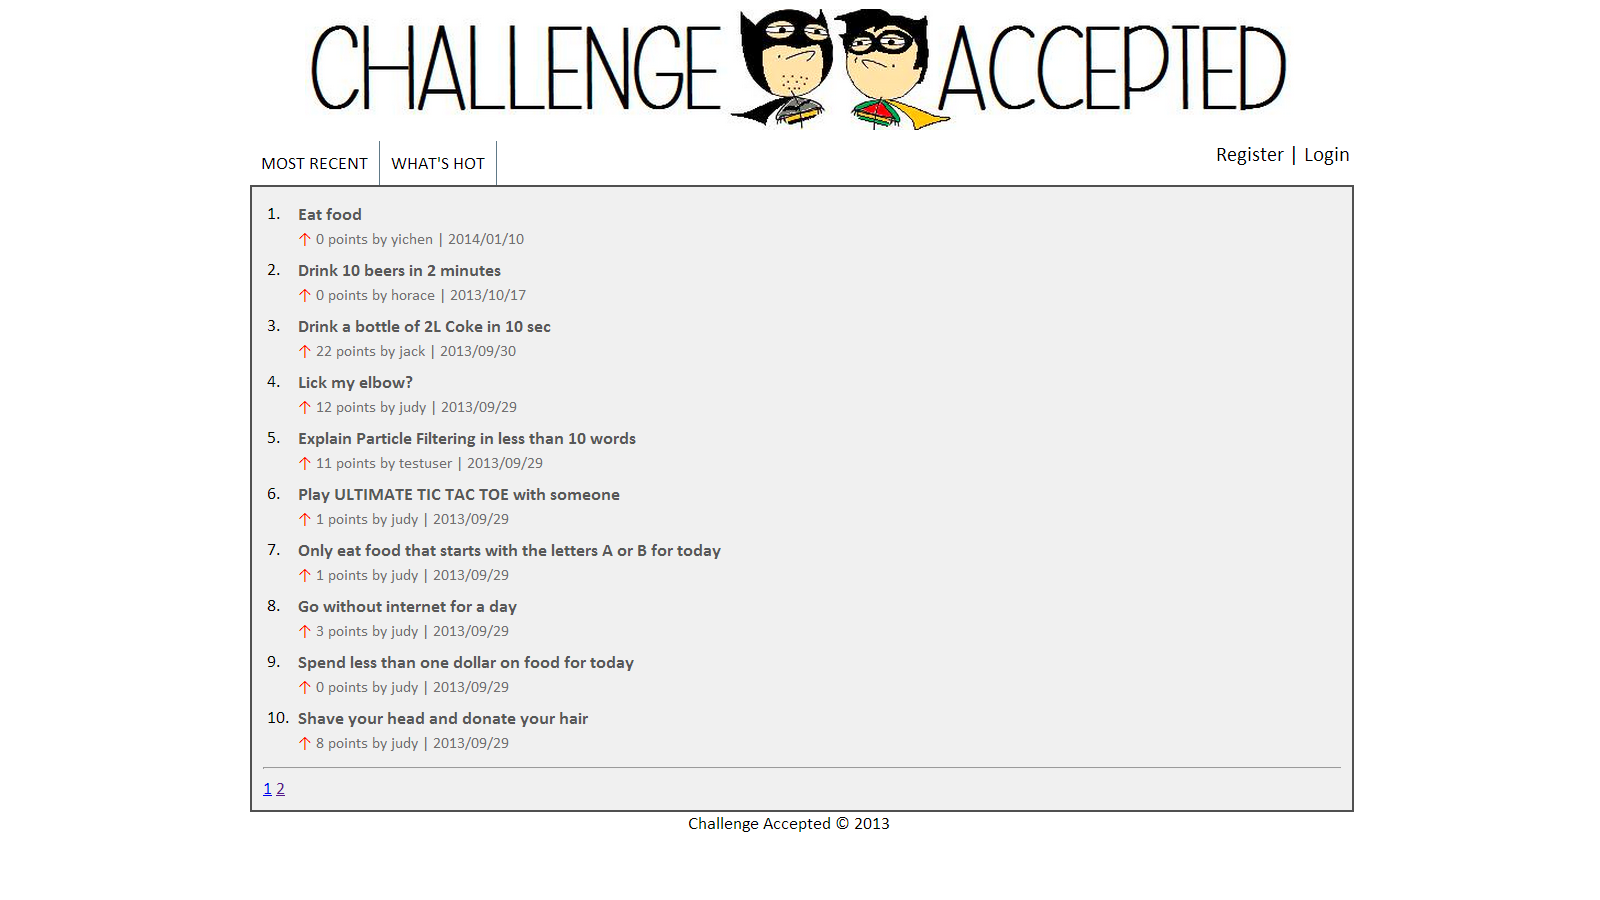 CHALLENGE ACCEPTED
MOST RECENT WHAT'S HOT Register | Login
1. Eat food
↑ 0 points by yichen | 2014/01/10
2. Drink 10 beers in 2 minutes
↑ 0 points by horace | 2013/10/17
3. Drink a bottle of 2L Coke in 10 sec
↑ 22 points by jack | 2013/09/30
4. Lick my elbow?
↑ 12 points by judy | 2013/09/29
5. Explain Particle Filtering in less than 10 words
↑ 11 points by testuser | 2013/09/29
6. Play ULTIMATE TIC TAC TOE with someone
↑ 1 points by judy | 2013/09/29
7. Only eat food that starts with the letters A or B for today
↑ 1 points by judy | 2013/09/29
8. Go without internet for a day
↑ 3 points by judy | 2013/09/29
9. Spend less than one dollar on food for today
↑ 0 points by judy | 2013/09/29
10. Shave your head and donate your hair
↑ 8 points by judy | 2013/09/29
1 2
Challenge Accepted © 2013